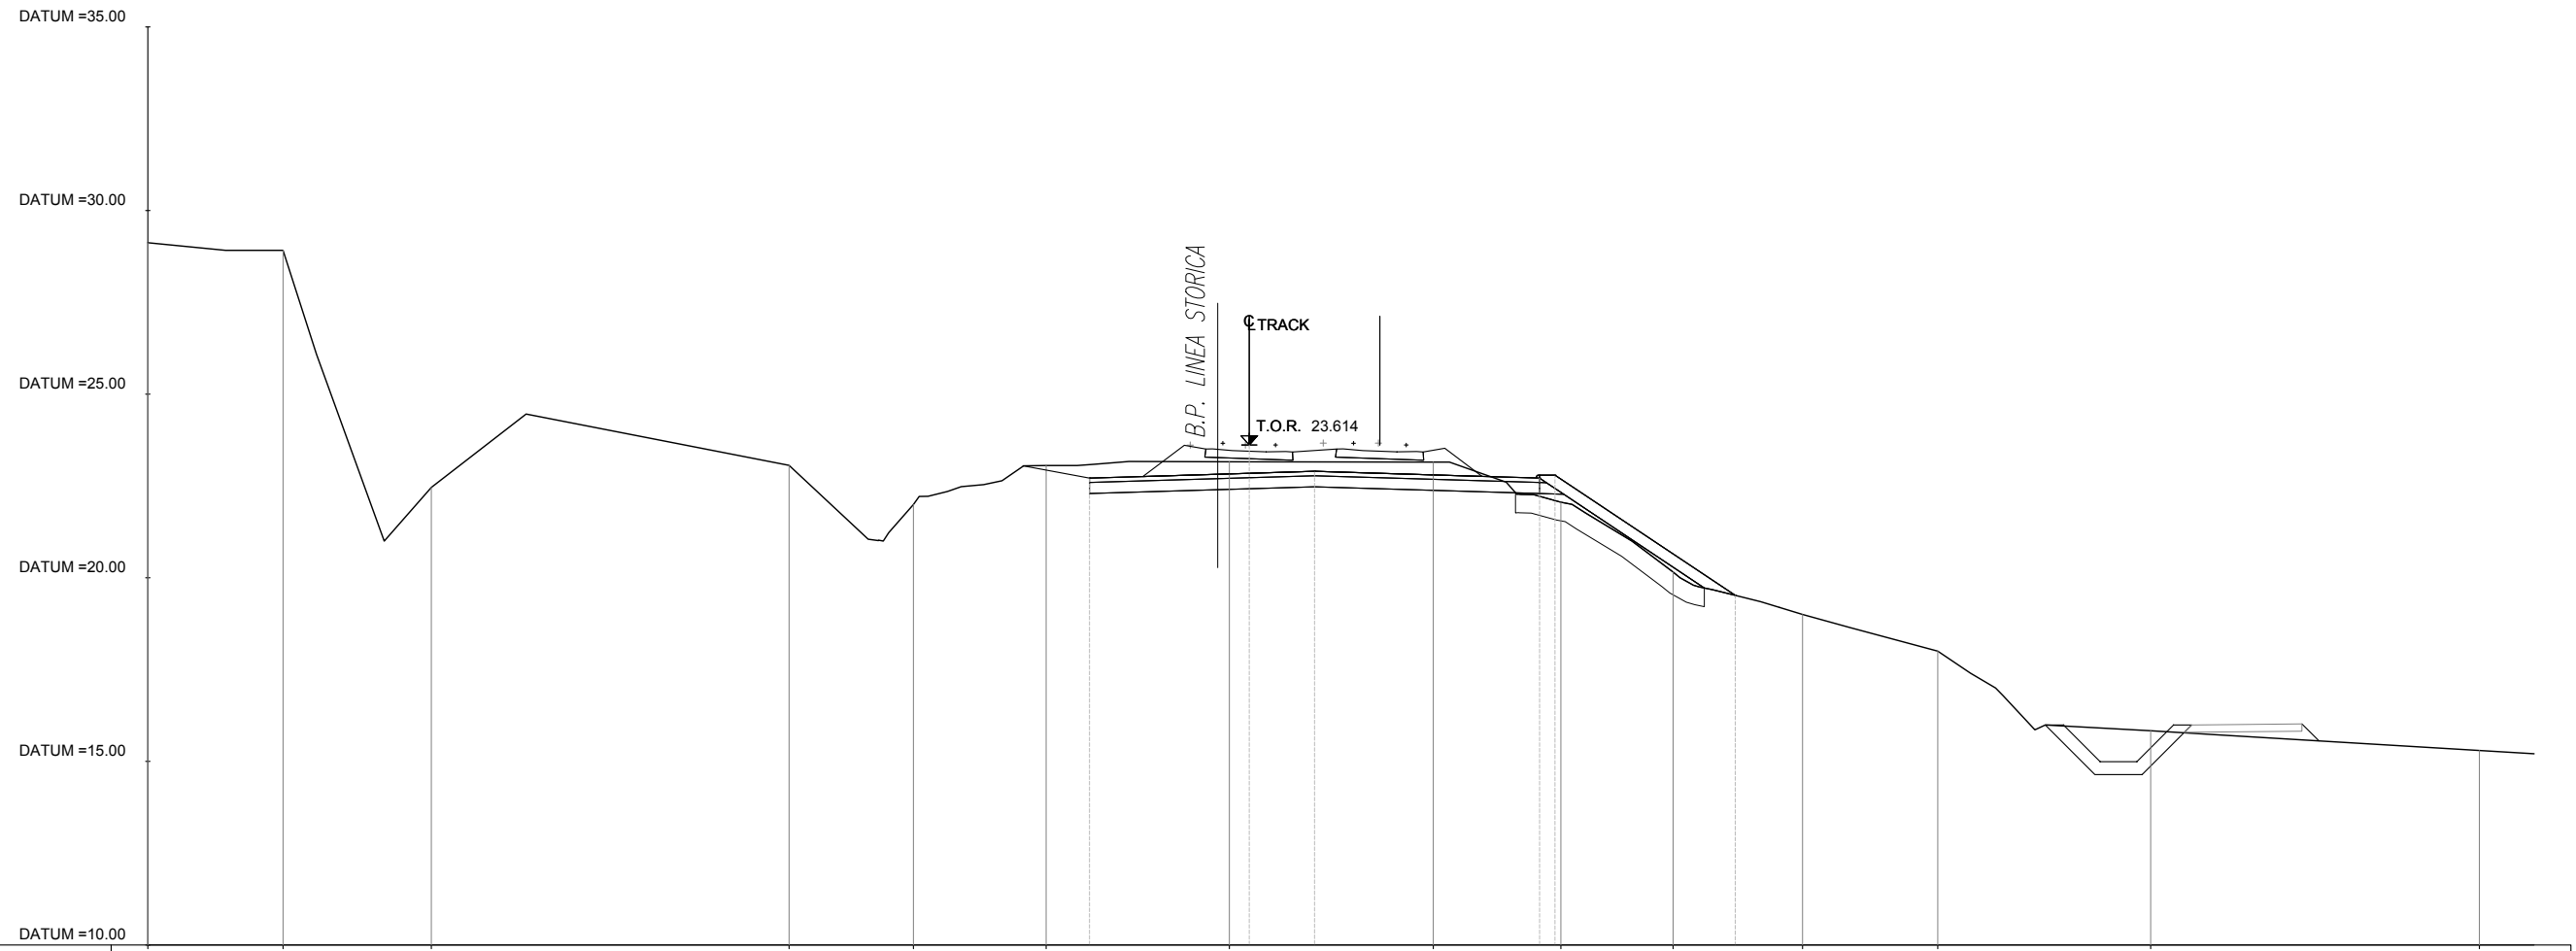 DATUM =35.00
DATUM =30.00
B.P. LINEA STORICA
℄ TRACK
DATUM =25.00
T.O.R. 23.614
DATUM =20.00
DATUM =15.00
DATUM =10.00